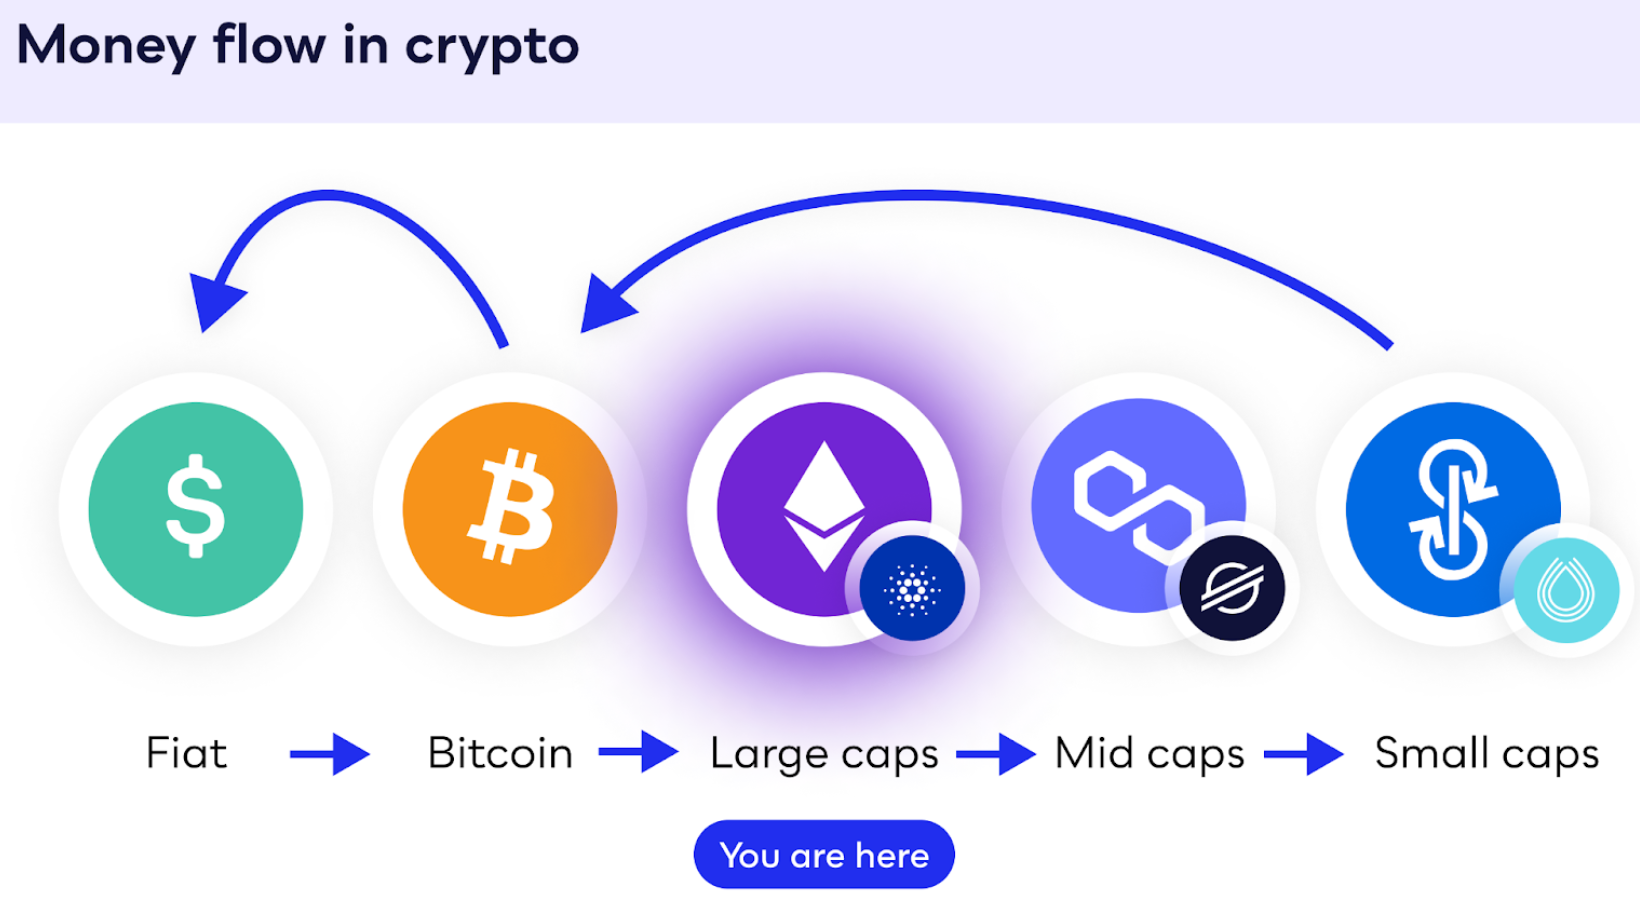 Money flow in crypto
Fiat
Bitcoin
Large caps
Mid caps
Small caps
You are here